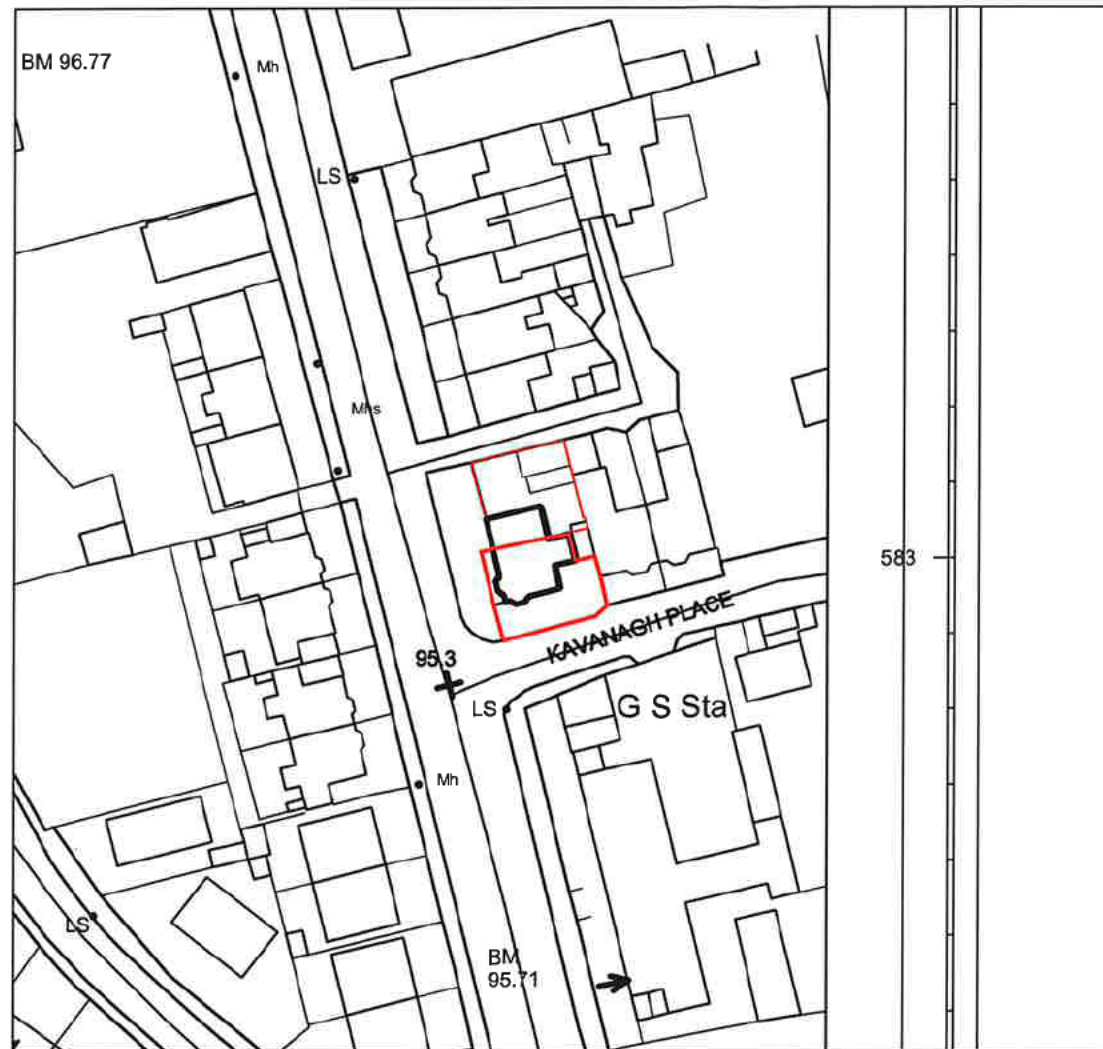 BM 96.77
Mh
LS
Mhs
583
KAVANAGH PLACE
95.3
LS
G S Sta
Mh
LS
BM
95.71